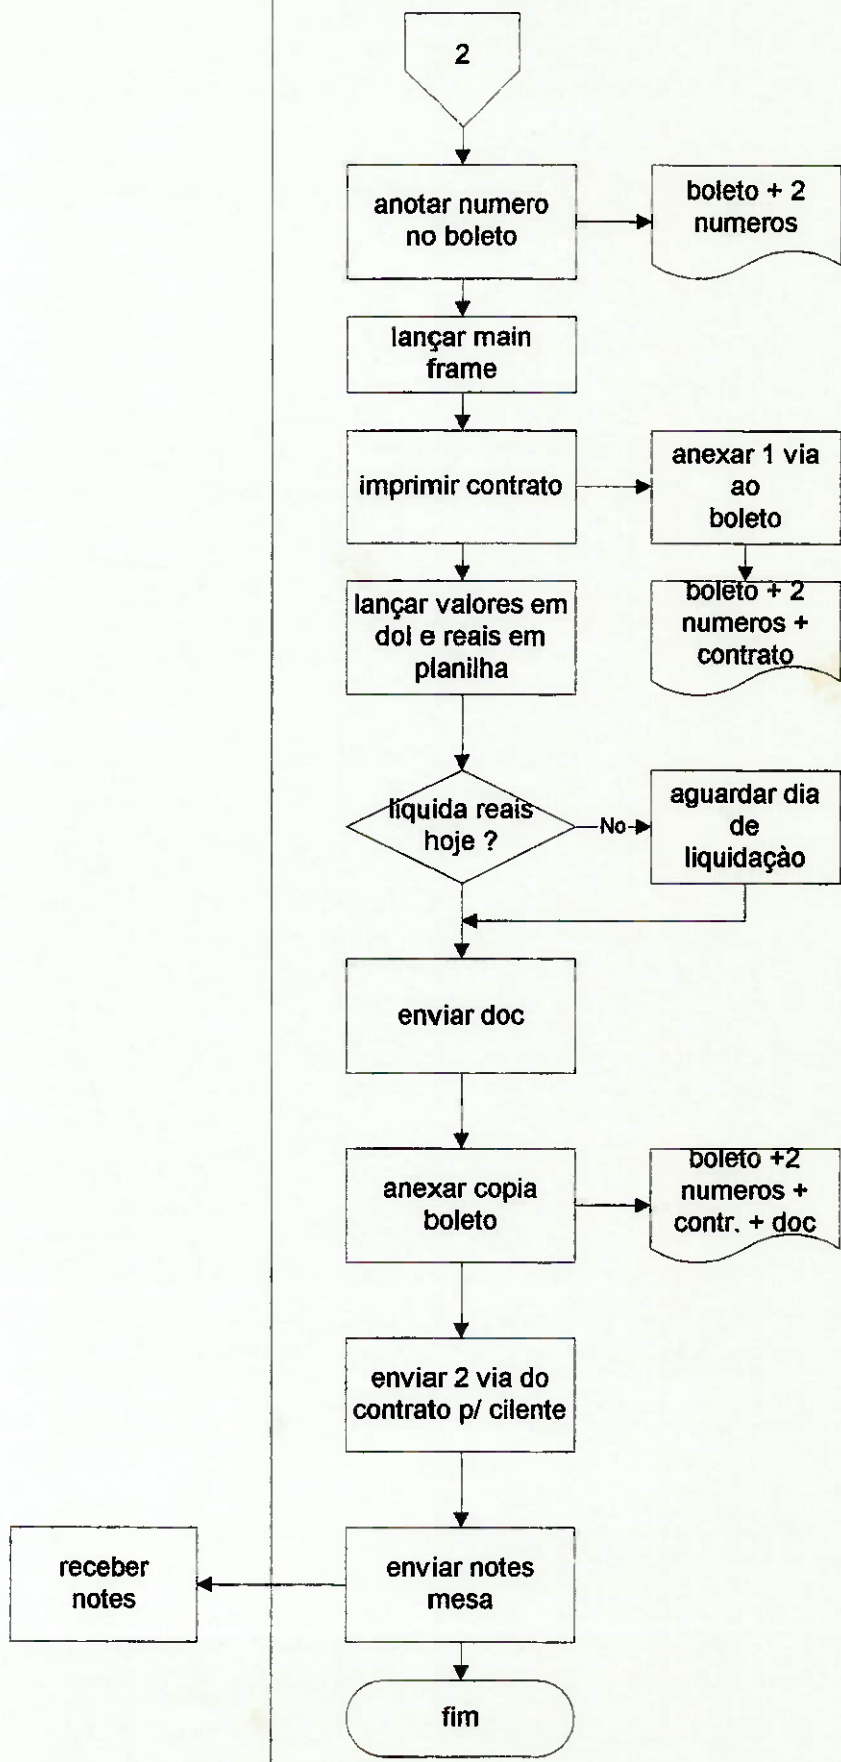 2
anotar numero
no boleto
boleto + 2
numeros
lançar main
frame
imprimir contrato
anexar 1 via
ao
boleto
lançar valores em
dol e reais em
planilha
boleto + 2
numeros +
contrato
liquida reais
hoje ?
No
aguardar dia
de
liquidaçào
enviar doc
anexar copia
boleto
boleto +2
numeros +
contr. + doc
enviar 2 via do
contrato p/ cilente
receber
notes
enviar notes
mesa
fim